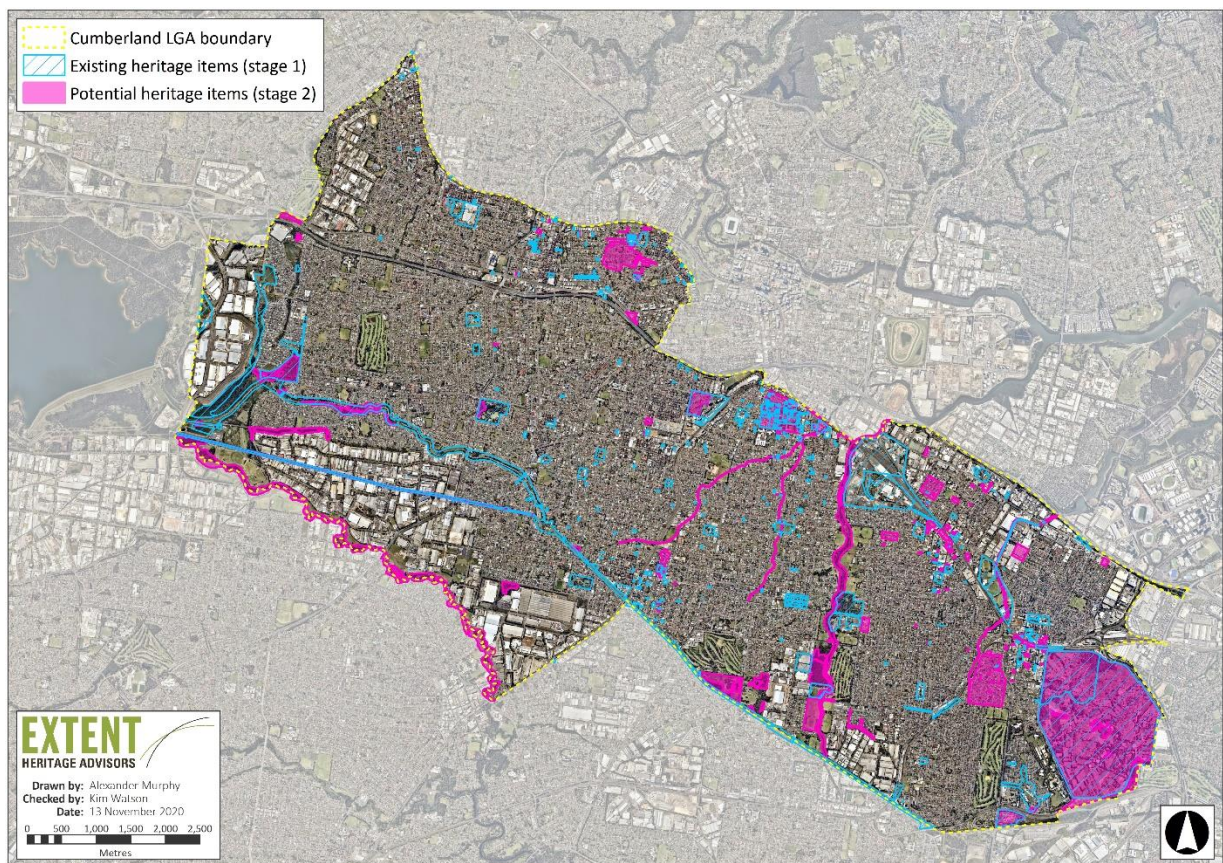 Cumberland LGA boundary
Existing heritage items (stage 1)
Potential heritage items (stage 2)
EXTENT
HERITAGE ADVISORS
Drawn by: Alexander Murphy
Checked by: Kim Watson
Date: 13 November 2020
0 500 1,000 1,500 2,000 2,500
Metres